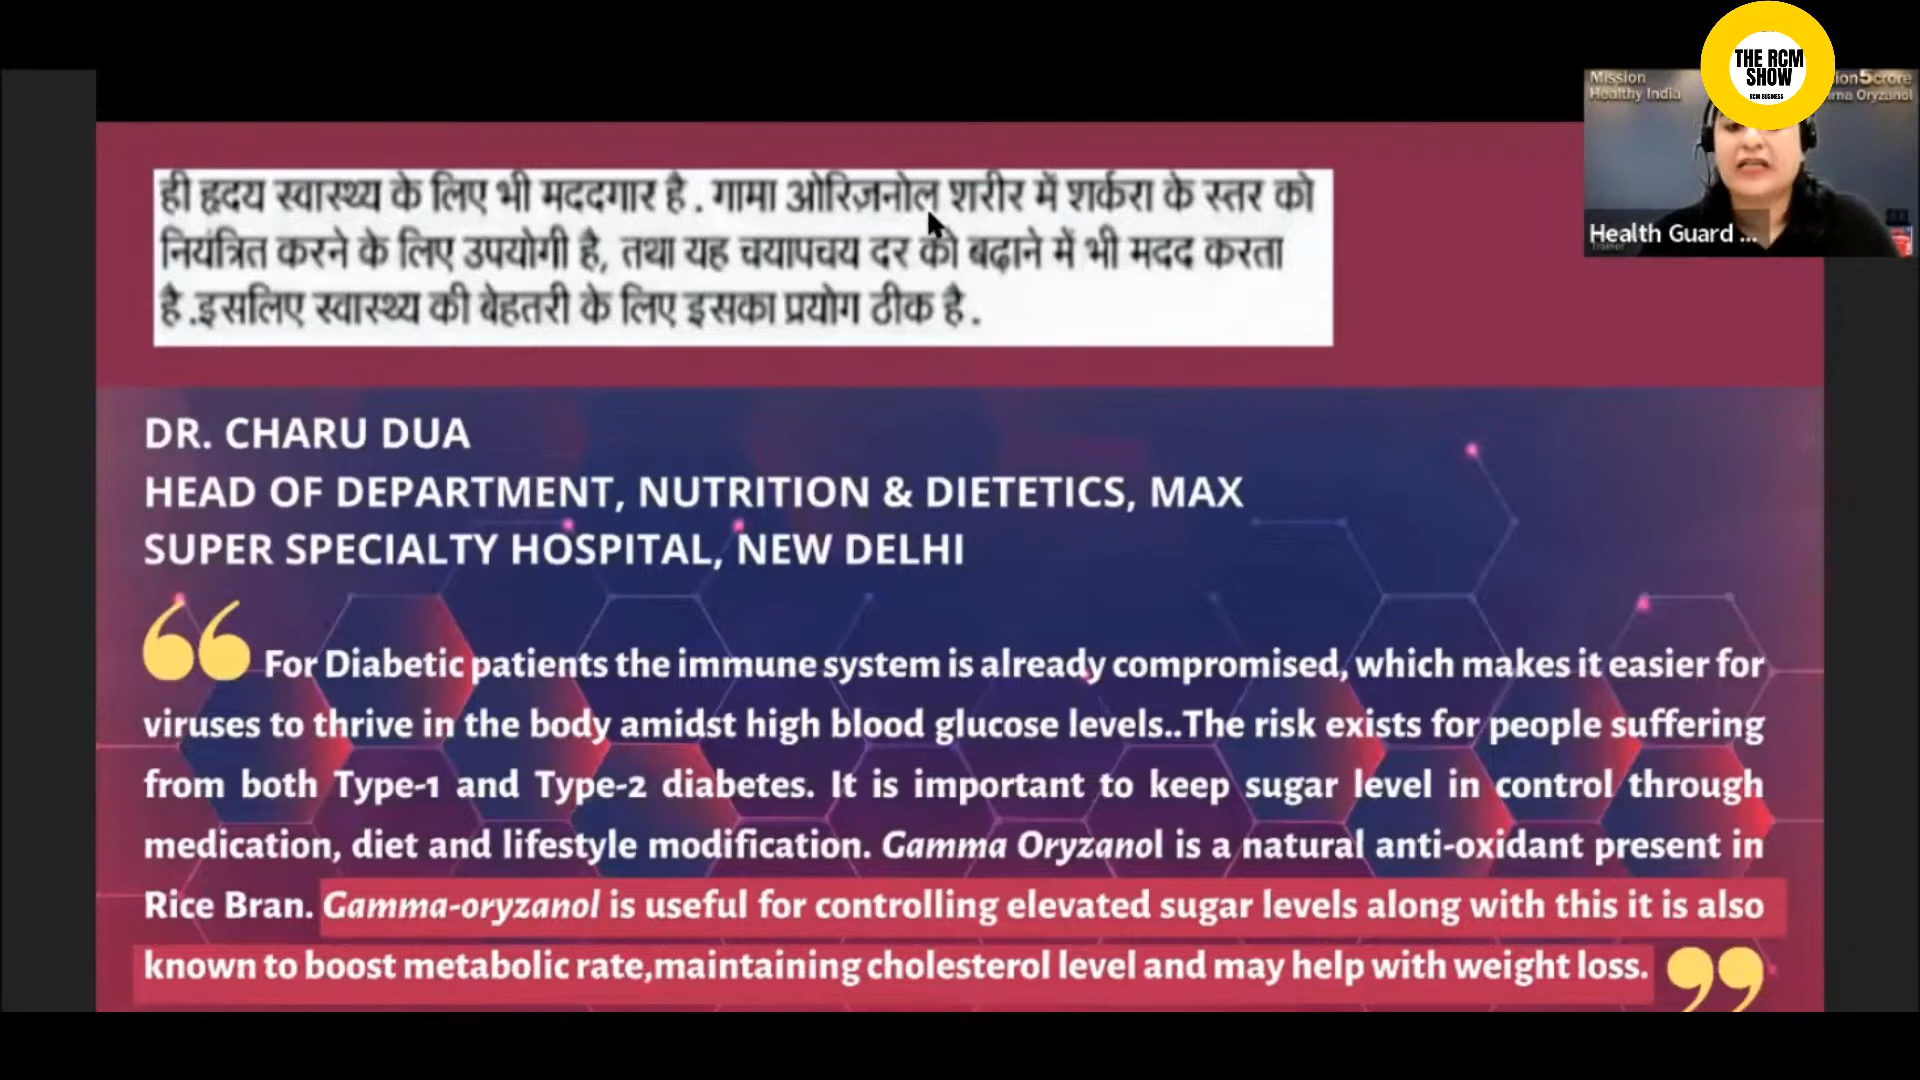 THE RCM
SHOW
RCM BUSINESS
Mission
Healthy India
Health Guard ...
ही हृदय स्वास्थ्य के लिए भी मददगार है . गामा ओरिज़नोल शरीर में शर्करा के स्तर को
नियंत्रित करने के लिए उपयोगी है, तथा यह चयापचय दर को बढ़ाने में भी मदद करता
है .इसलिए स्वास्थ्य की बेहतरी के लिए इसका प्रयोग ठीक है .
DR. CHARU DUA
HEAD OF DEPARTMENT, NUTRITION & DIETETICS, MAX
SUPER SPECIALTY HOSPITAL, NEW DELHI
“ For Diabetic patients the immune system is already compromised, which makes it easier for
viruses to thrive in the body amidst high blood glucose levels..The risk exists for people suffering
from both Type-1 and Type-2 diabetes. It is important to keep sugar level in control through
medication, diet and lifestyle modification. Gamma Oryzanol is a natural anti-oxidant present in
Rice Bran. Gamma-oryzanol is useful for controlling elevated sugar levels along with this it is also
known to boost metabolic rate,maintaining cholesterol level and may help with weight loss. ”